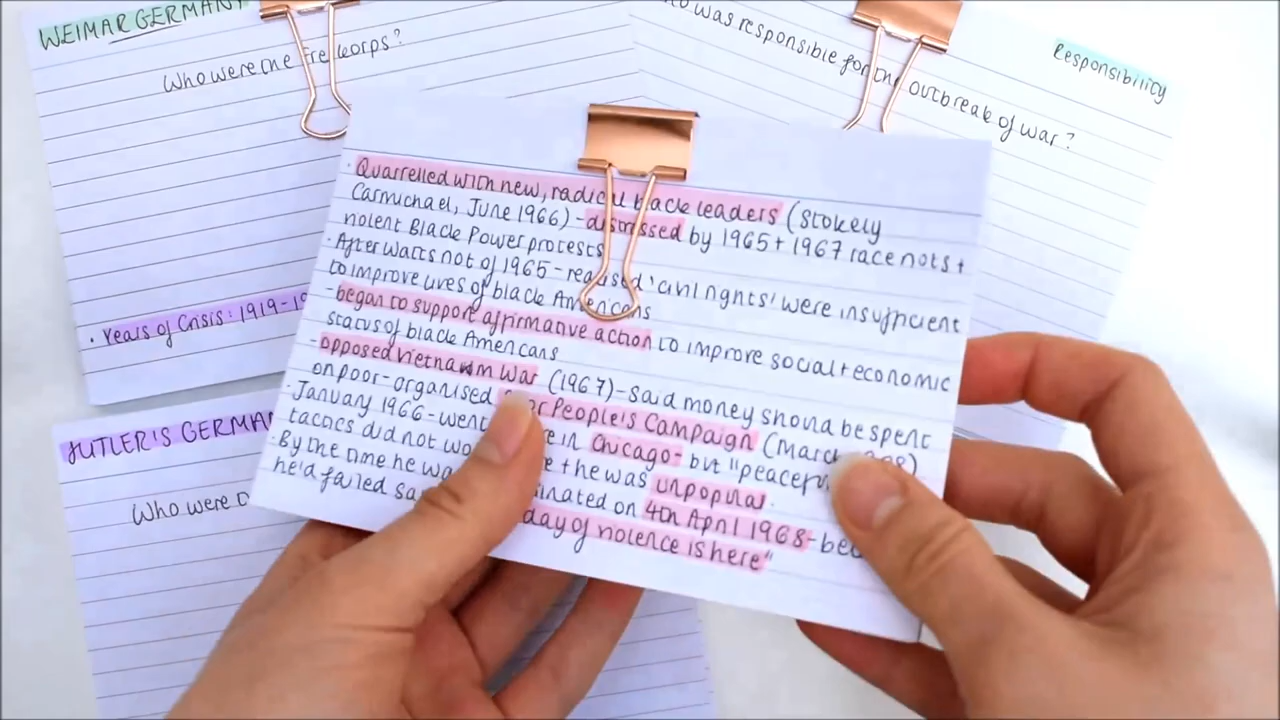 WEIMAR GERMANY
Who were the Freikorps?
Years of Crisis: 1919-19
HITLER'S GERMAN
Who were
was responsible for the outbreak of war?
Responsibility
· Quarrelled with new, radical black leaders (Stokely
Carmichael, June 1966) - distressed by 1965 + 1967 race riots +
violent Black Power protests
· After Watts riot of 1965 - realised 'civil rights' were insufficient
to improve lives of black Americans
- began to support affirmative action to improve social + economic
status of black Americans
- opposed Vietnam War (1967) - said money should be spent
on poor - organised Poor People's Campaign (March
· January 1966 - went in Chicago - but "peaceful
tactics did not + he was unpopular.
· By the time he was on 4th April 1968 -
he'd failed day of violence is here"